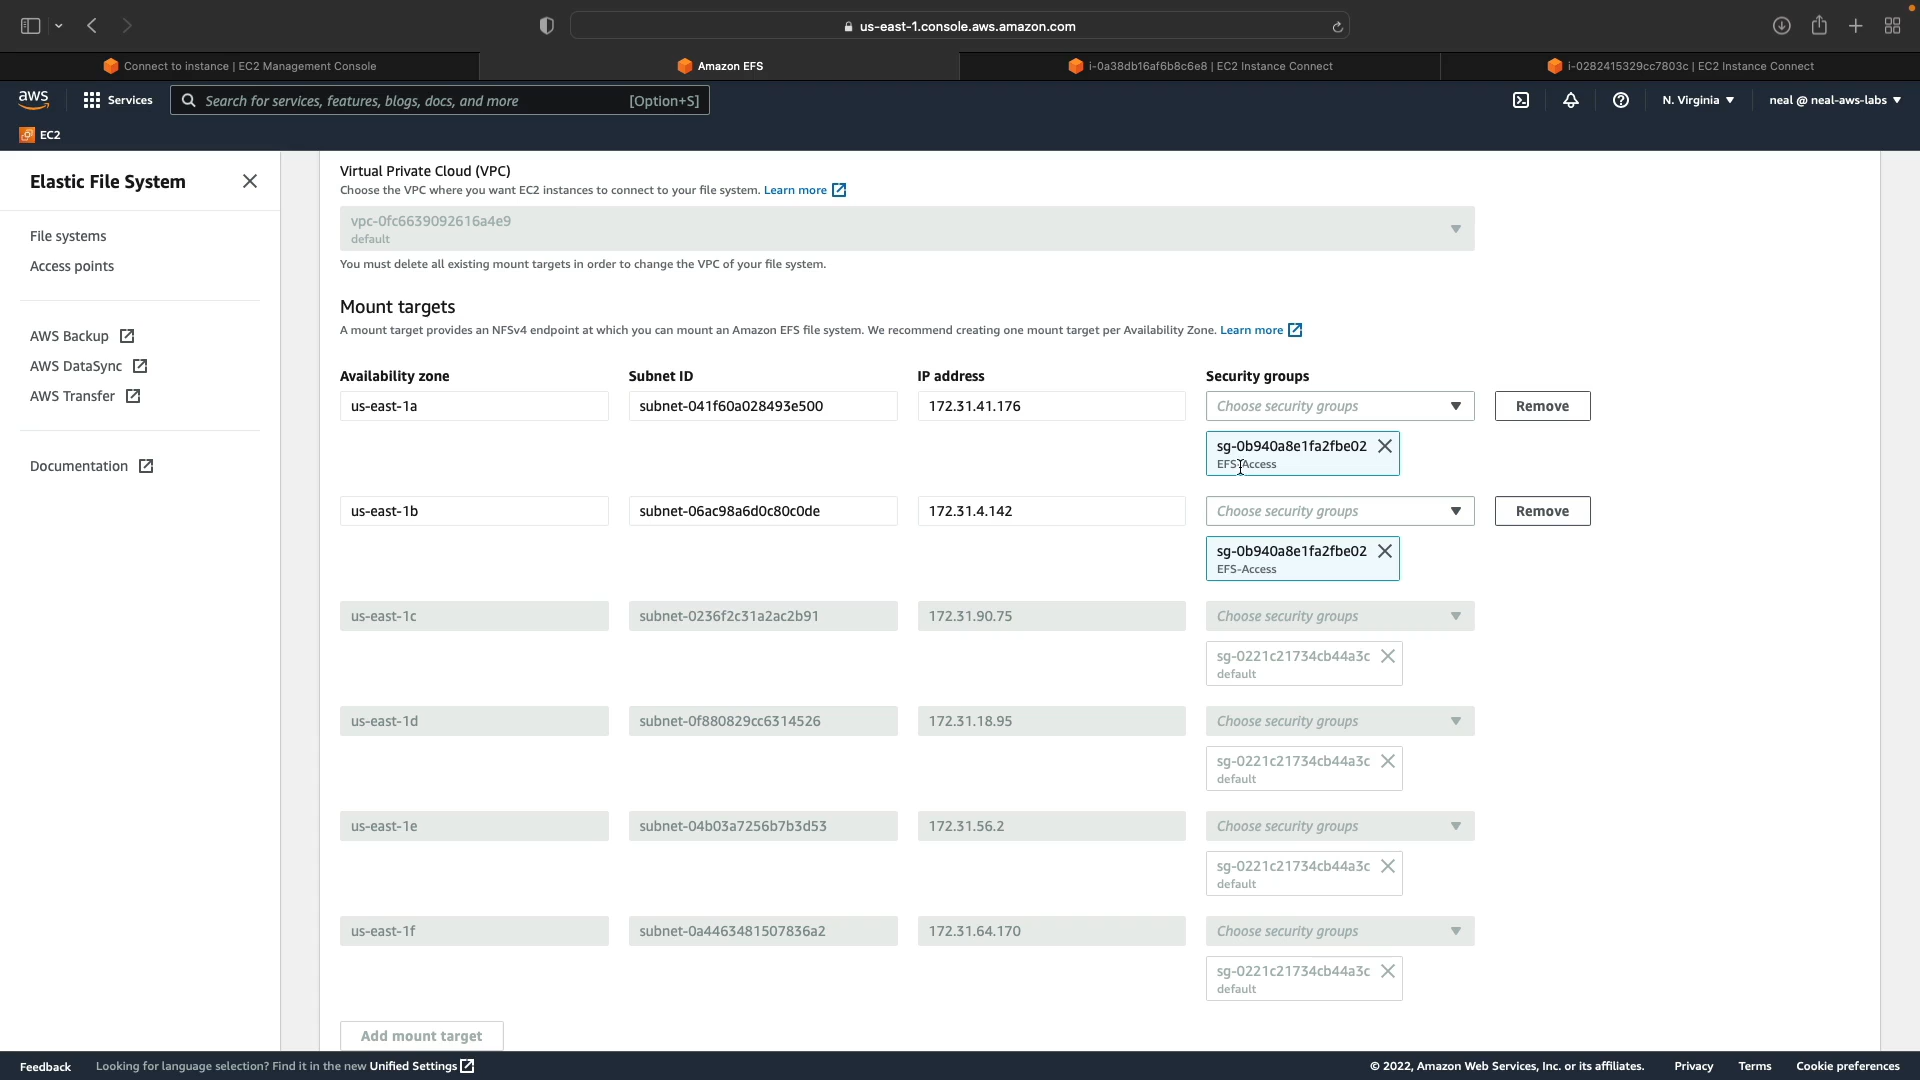 us-east-1.console.aws.amazon.com
Connect to instance | EC2 Management Console
Amazon EFS
i-0a38db16af6b8c6e8 | EC2 Instance Connect
i-0282415329cc7803c | EC2 Instance Connect
aws
Services
Search for services, features, blogs, docs, and more
[Option+S]
N. Virginia
neal @ neal-aws-labs
EC2
Elastic File System
File systems
Access points
AWS Backup
AWS DataSync
AWS Transfer
Documentation
Virtual Private Cloud (VPC)
Choose the VPC where you want EC2 instances to connect to your file system. Learn more
vpc-0fc6639092616a4e9
default
You must delete all existing mount targets in order to change the VPC of your file system.
Mount targets
A mount target provides an NFSv4 endpoint at which you can mount an Amazon EFS file system. We recommend creating one mount target per Availability Zone. Learn more
Availability zone Subnet ID IP address Security groups
us-east-1a subnet-041f60a028493e500 172.31.41.176 Choose security groups Remove
sg-0b940a8e1fa2fbe02
EFS-Access
us-east-1b subnet-06ac98a6d0c80c0de 172.31.4.142 Choose security groups Remove
sg-0b940a8e1fa2fbe02
EFS-Access
us-east-1c subnet-0236f2c31a2ac2b91 172.31.90.75 Choose security groups
sg-0221c21734cb44a3c
default
us-east-1d subnet-0f880829cc6314526 172.31.18.95 Choose security groups
sg-0221c21734cb44a3c
default
us-east-1e subnet-04b03a7256b7b3d53 172.31.56.2 Choose security groups
sg-0221c21734cb44a3c
default
us-east-1f subnet-0a4463481507836a2 172.31.64.170 Choose security groups
sg-0221c21734cb44a3c
default
Add mount target
Feedback Looking for language selection? Find it in the new Unified Settings © 2022, Amazon Web Services, Inc. or its affiliates. Privacy Terms Cookie preferences